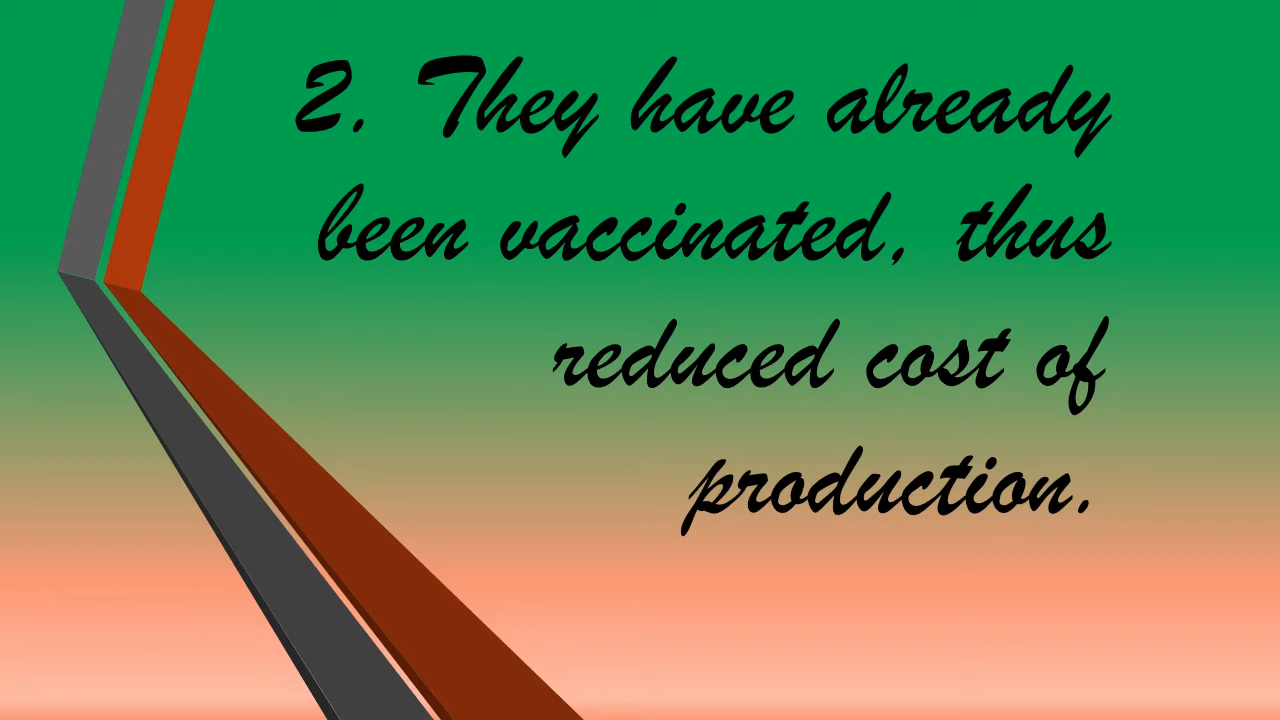 2. They have already
been vaccinated, thus
reduced cost of
production.